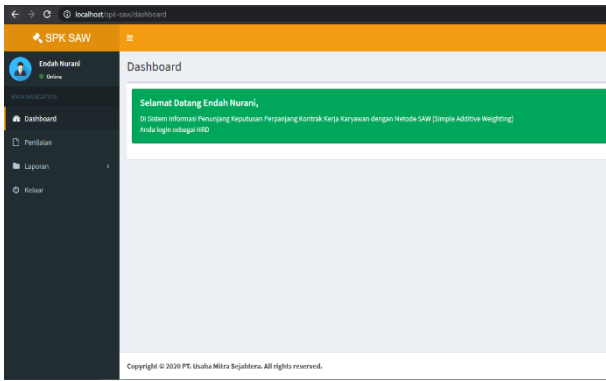 localhost/spk-saw/dashboard
SPK SAW
Endah Nurani
Online
MAIN NAVIGATION
Dashboard
Penilaian
Laporan
Keluar
Dashboard
Selamat Datang Endah Nurani,
Di Sistem Informasi Penunjang Keputusan Perpanjang Kontrak Kerja Karyawan dengan Metode SAW (Simple Additive Weighting)
Anda login sebagai HRD
Copyright © 2020 PT. Usaha Mitra Sejahtera. All rights reserved.